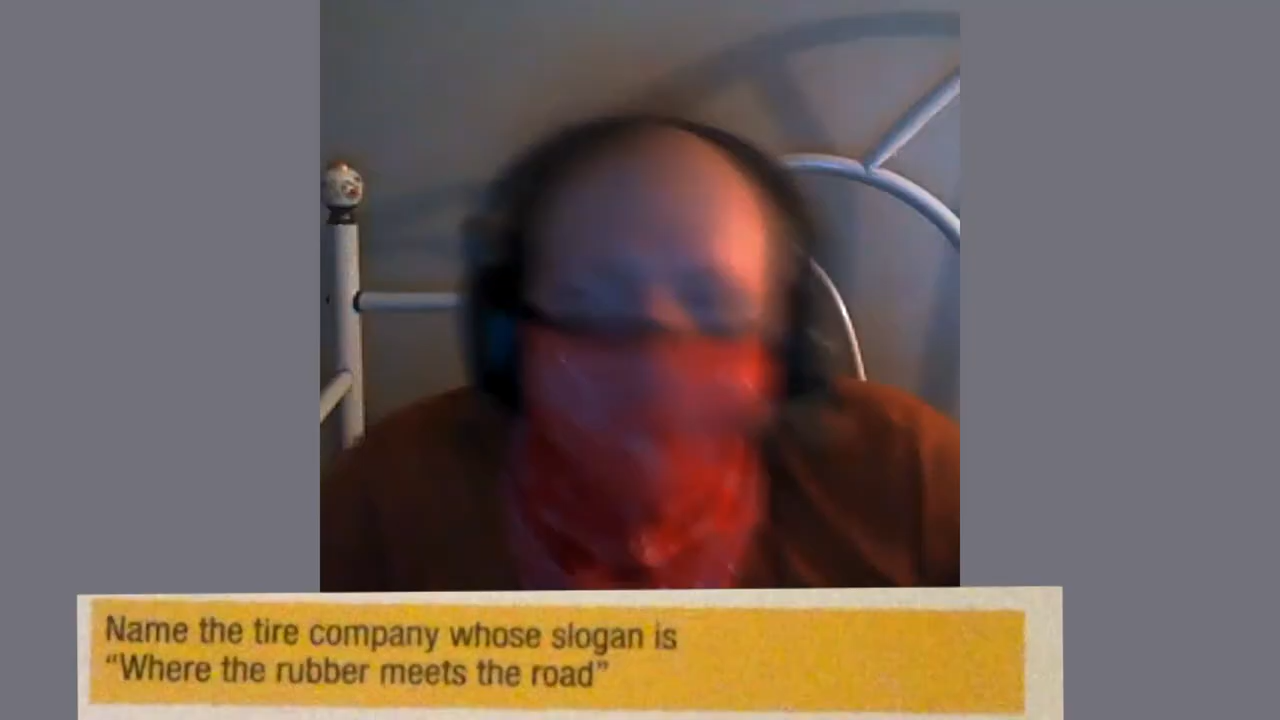 Name the tire company whose slogan is
“Where the rubber meets the road”